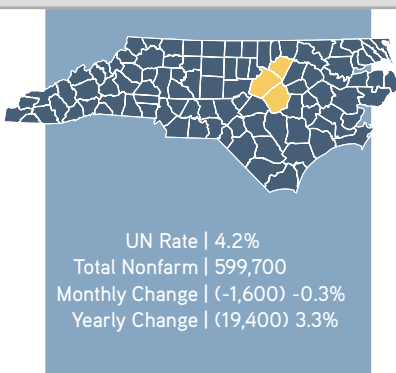 UN Rate | 4.2%
Total Nonfarm | 599,700
Monthly Change | (-1,600) -0.3%
Yearly Change | (19,400) 3.3%